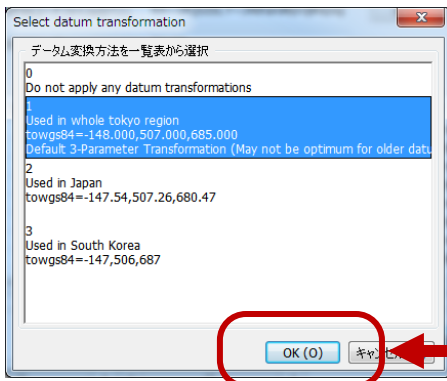 Select datum transformation
データム変換方法を一覧表から選択
0
Do not apply any datum transformations
1
Used in whole tokyo region
towgs84=-148.000,507.000,685.000
Default 3-Parameter Transformation (May not be optimum for older datu
2
Used in Japan
towgs84=-147.54,507.26,680.47
3
Used in South Korea
towgs84=-147,506,687
OK (O)